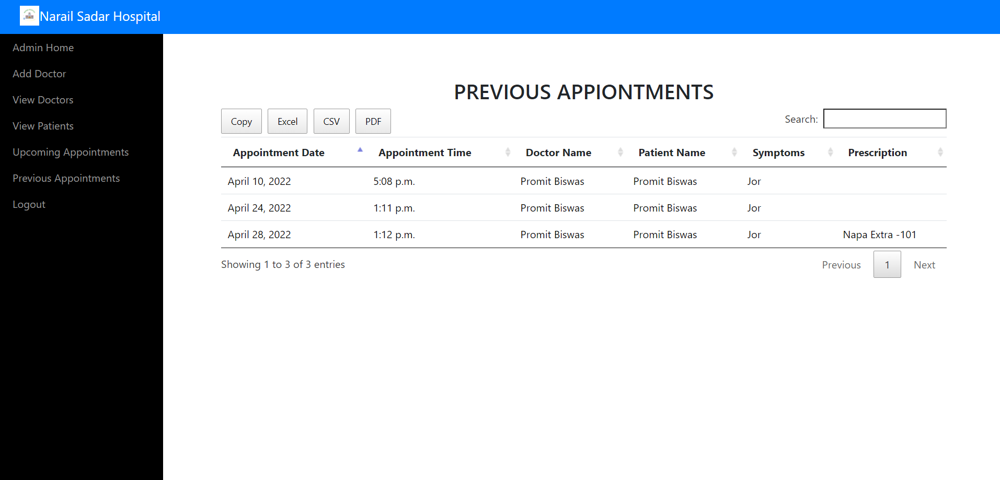 Narail Sadar Hospital
Admin Home
Add Doctor
View Doctors
View Patients
Upcoming Appointments
Previous Appointments
Logout
PREVIOUS APPIONTMENTS
Copy Excel CSV PDF Search:
Appointment Date Appointment Time Doctor Name Patient Name Symptoms Prescription
April 10, 2022 5:08 p.m. Promit Biswas Promit Biswas Jor
April 24, 2022 1:11 p.m. Promit Biswas Promit Biswas Jor
April 28, 2022 1:12 p.m. Promit Biswas Promit Biswas Jor Napa Extra -101
Showing 1 to 3 of 3 entries Previous 1 Next